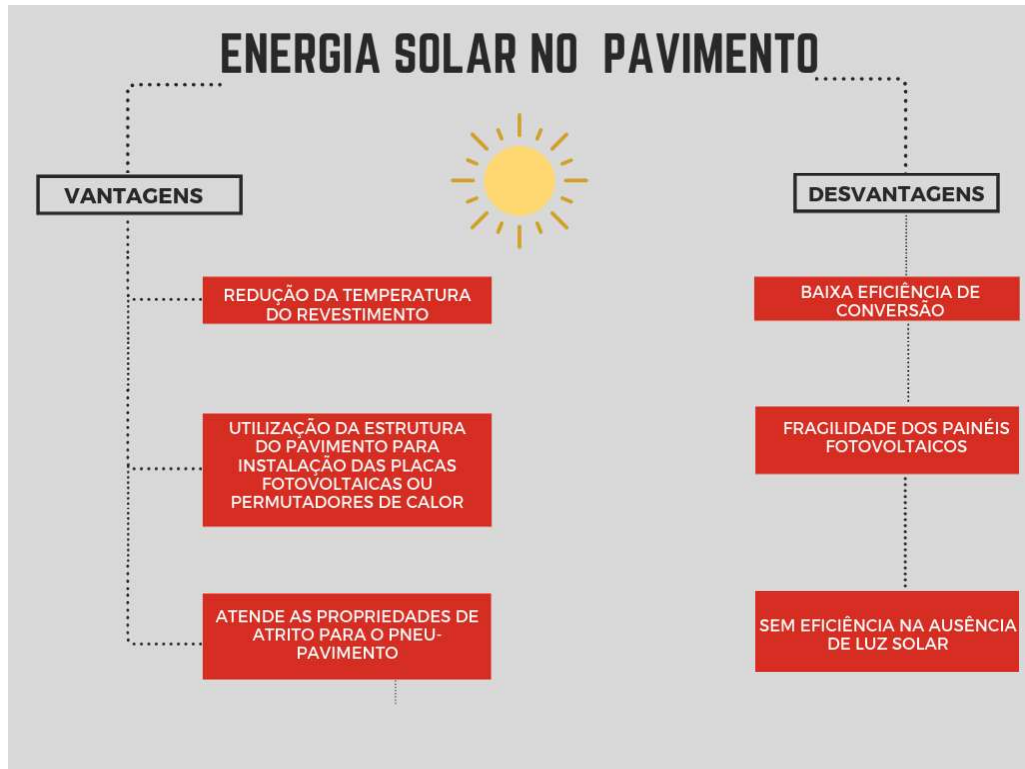 ENERGIA SOLAR NO PAVIMENTO
VANTAGENS
REDUÇÃO DA TEMPERATURA
DO REVESTIMENTO
UTILIZAÇÃO DA ESTRUTURA
DO PAVIMENTO PARA
INSTALAÇÃO DAS PLACAS
FOTOVOLTAICAS OU
PERMUTADORES DE CALOR
ATENDE AS PROPRIEDADES DE
ATRITO PARA O PNEU-
PAVIMENTO
DESVANTAGENS
BAIXA EFICIÊNCIA DE
CONVERSÃO
FRAGILIDADE DOS PAINÉIS
FOTOVOLTAICOS
SEM EFICIÊNCIA NA AUSÊNCIA
DE LUZ SOLAR